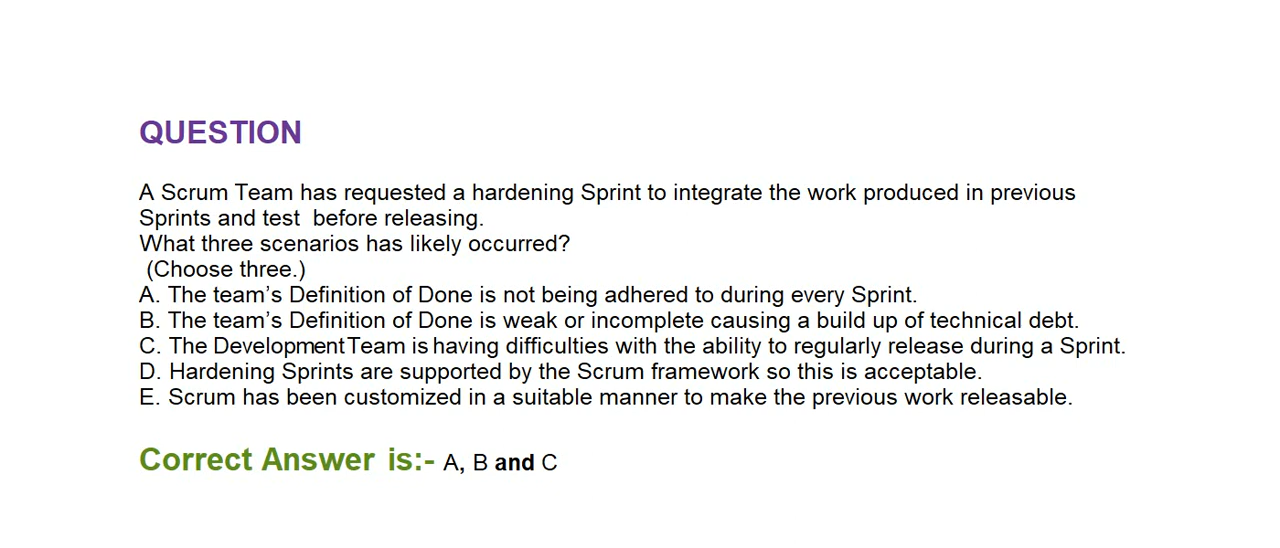 QUESTION
A Scrum Team has requested a hardening Sprint to integrate the work produced in previous
Sprints and test  before releasing.
What three scenarios has likely occurred?
(Choose three.)
A. The team's Definition of Done is not being adhered to during every Sprint.
B. The team's Definition of Done is weak or incomplete causing a build up of technical debt.
C. The Development Team is having difficulties with the ability to regularly release during a Sprint.
D. Hardening Sprints are supported by the Scrum framework so this is acceptable.
E. Scrum has been customized in a suitable manner to make the previous work releasable.
Correct Answer is:- A, B and C